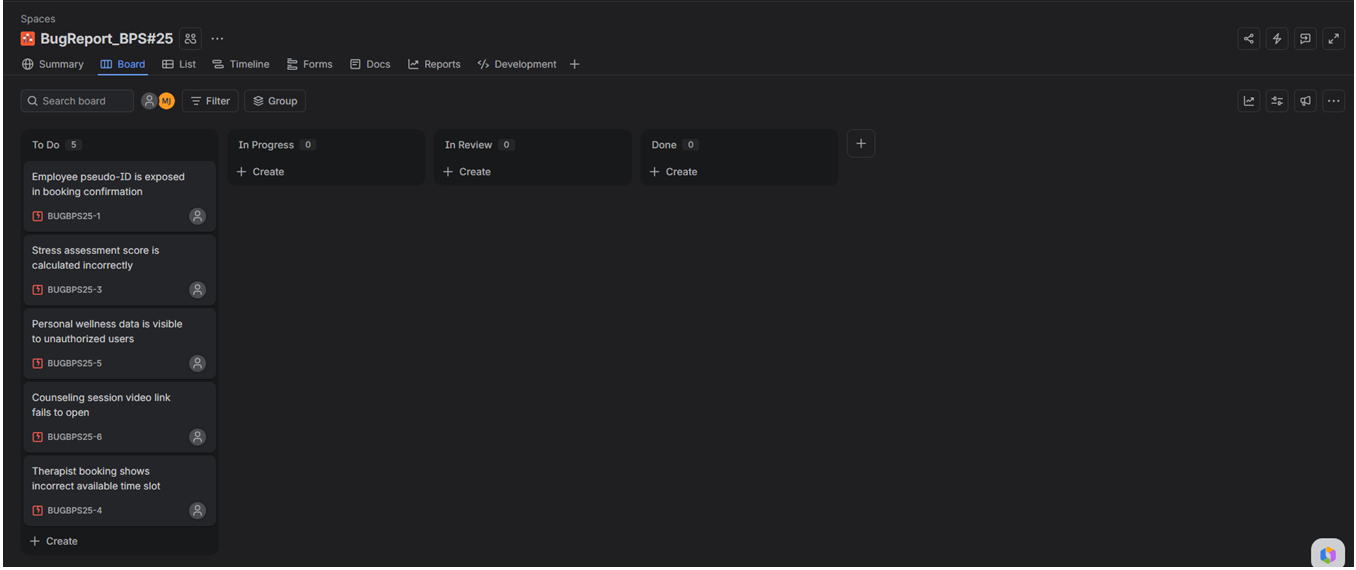 Spaces
BugReport_BPS#25
Summary Board List Timeline Forms Docs Reports Development
Search board MJ Filter Group
To Do 5
Employee pseudo-ID is exposed
in booking confirmation
BUGBPS25-1
Stress assessment score is
calculated incorrectly
BUGBPS25-3
Personal wellness data is visible
to unauthorized users
BUGBPS25-5
Counseling session video link
fails to open
BUGBPS25-6
Therapist booking shows
incorrect available time slot
BUGBPS25-4
Create
In Progress 0
Create
In Review 0
Create
Done 0
Create